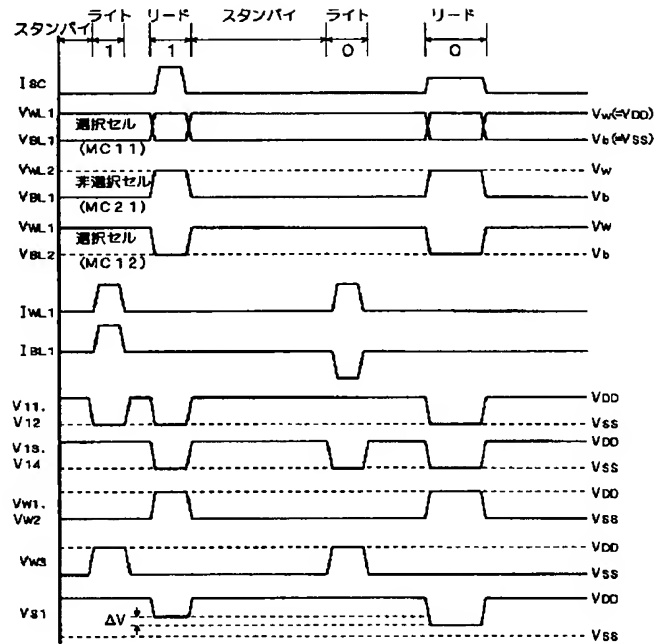 スタンバイ ライト リード スタンバイ ライト リード
1 1 0 0
ISC
VWL1 VW(=VDD)
選択セル
VBL1 (MC11) Vb(=VSS)
VWL2 VW
非選択セル
VBL1 Vb
(MC21)
VWL1 VW
選択セル
VBL2 Vb
(MC12)
IWL1
IBL1
V11, VDD
V12 VSS
V13, VDD
V14 VSS
VW1, VDD
VW2 VSS
VW3 VDD
VSS
VS1 VDD
ΔV
VSS